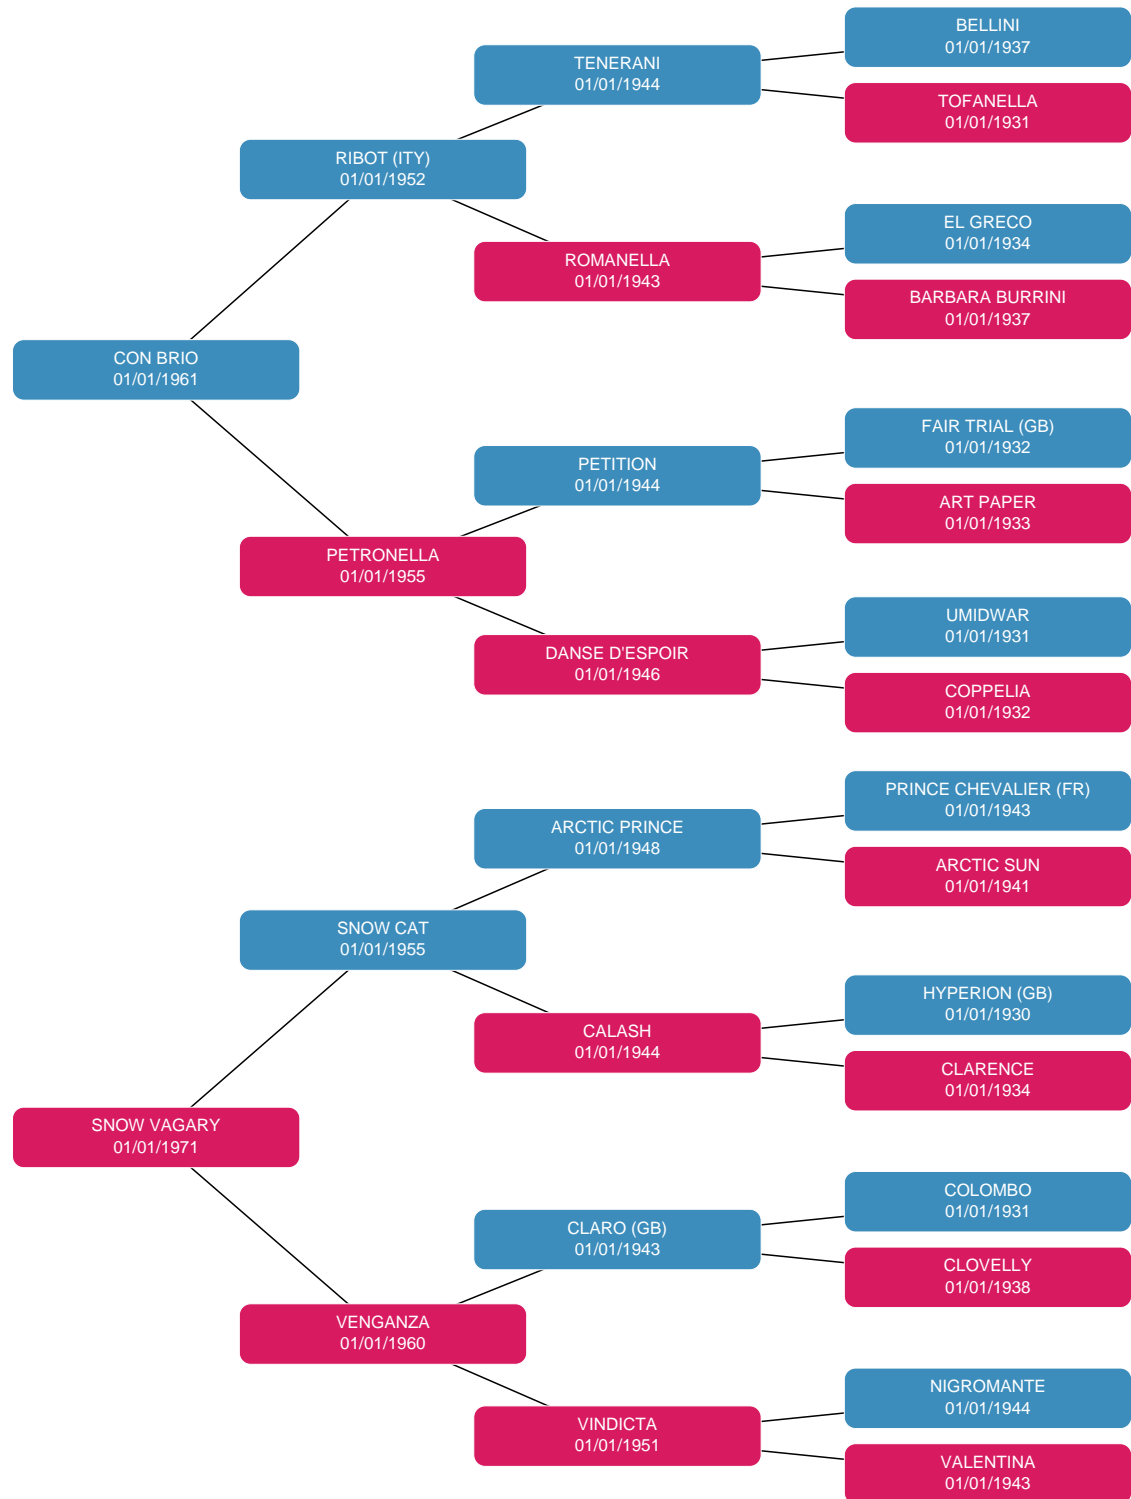 BELLINI
01/01/1937
TENERANI
01/01/1944
TOFANELLA
01/01/1931
RIBOT (ITY)
01/01/1952
EL GRECO
01/01/1934
ROMANELLA
01/01/1943
BARBARA BURRINI
01/01/1937
CON BRIO
01/01/1961
FAIR TRIAL (GB)
01/01/1932
PETITION
01/01/1944
ART PAPER
01/01/1933
PETRONELLA
01/01/1955
UMIDWAR
01/01/1931
DANSE D'ESPOIR
01/01/1946
COPPELIA
01/01/1932
PRINCE CHEVALIER (FR)
01/01/1943
ARCTIC PRINCE
01/01/1948
ARCTIC SUN
01/01/1941
SNOW CAT
01/01/1955
HYPERION (GB)
01/01/1930
CALASH
01/01/1944
CLARENCE
01/01/1934
SNOW VAGARY
01/01/1971
COLOMBO
01/01/1931
CLARO (GB)
01/01/1943
CLOVELLY
01/01/1938
VENGANZA
01/01/1960
NIGROMANTE
01/01/1944
VINDICTA
01/01/1951
VALENTINA
01/01/1943